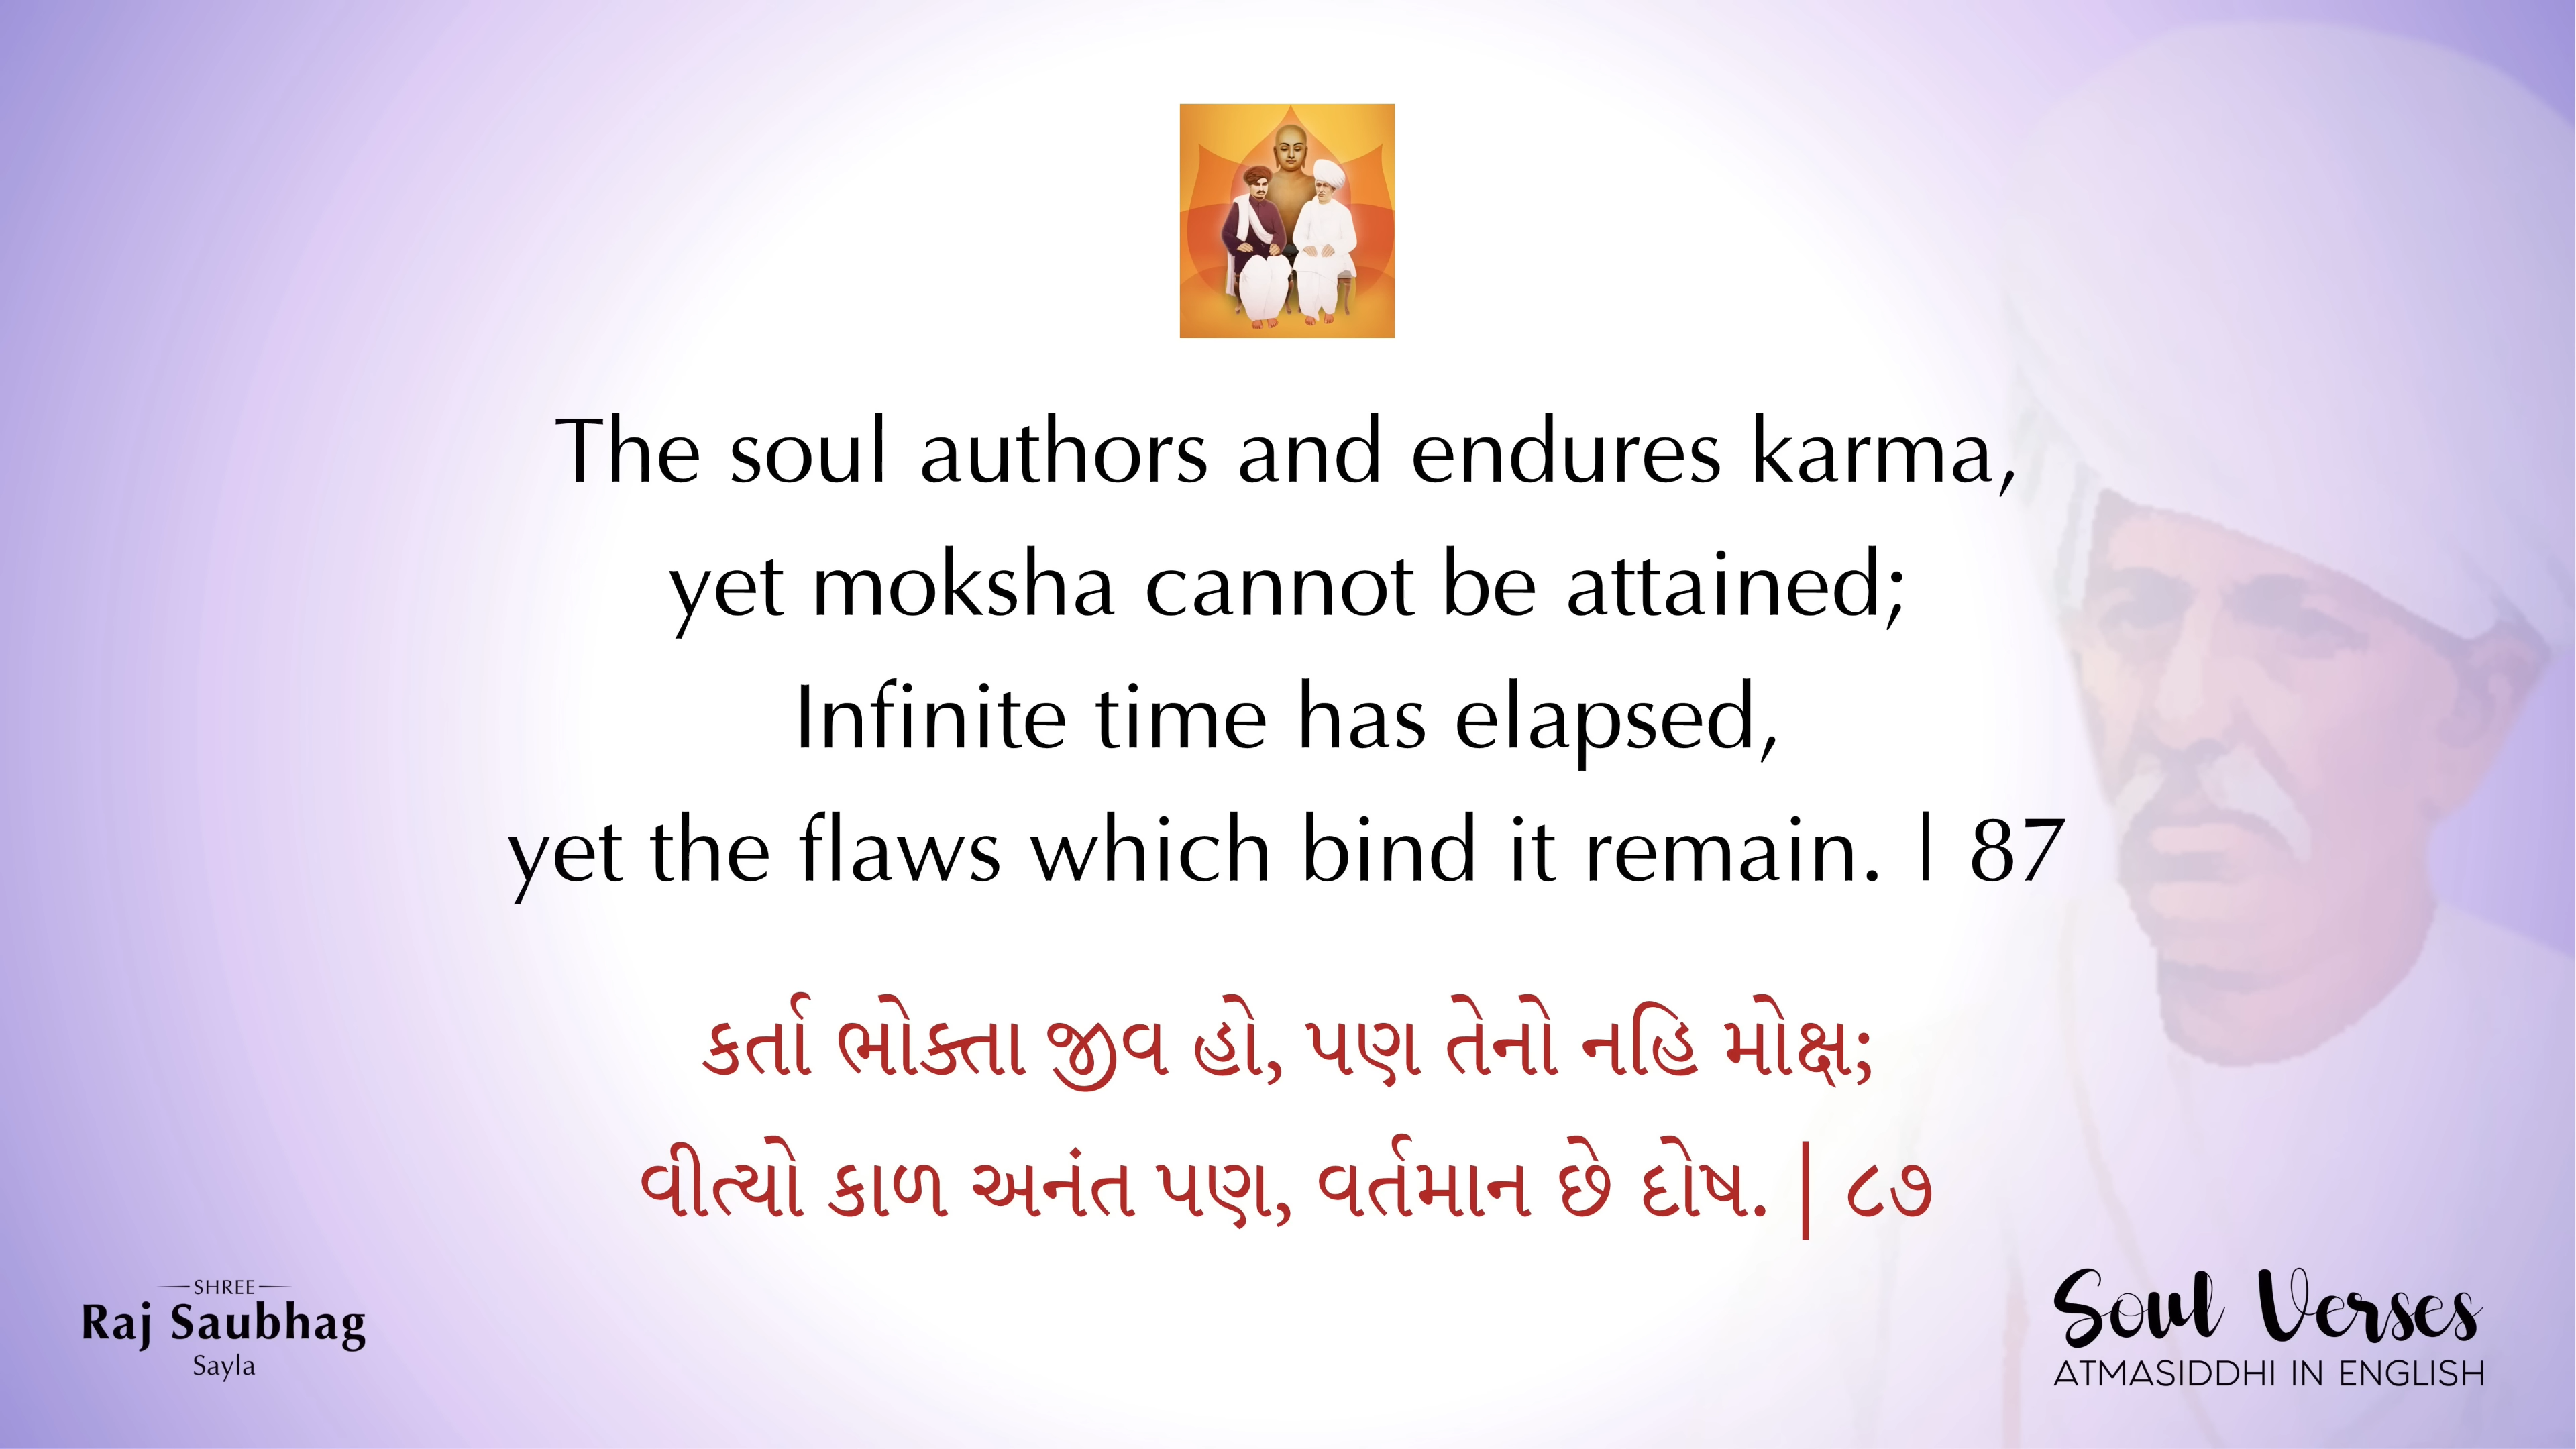 The soul authors and endures karma,
yet moksha cannot be attained;
Infinite time has elapsed,
yet the flaws which bind it remain. | 87
કર્તા ભોક્તા જીવ હો, પણ તેનો નહિ મોક્ષ;
વીત્યો કાળ અનંત પણ, વર્તમાન છે દોષ. | ૮૭
SHREE
Raj Saubhag
Sayla
Soul Verses
ATMASIDDHI IN ENGLISH